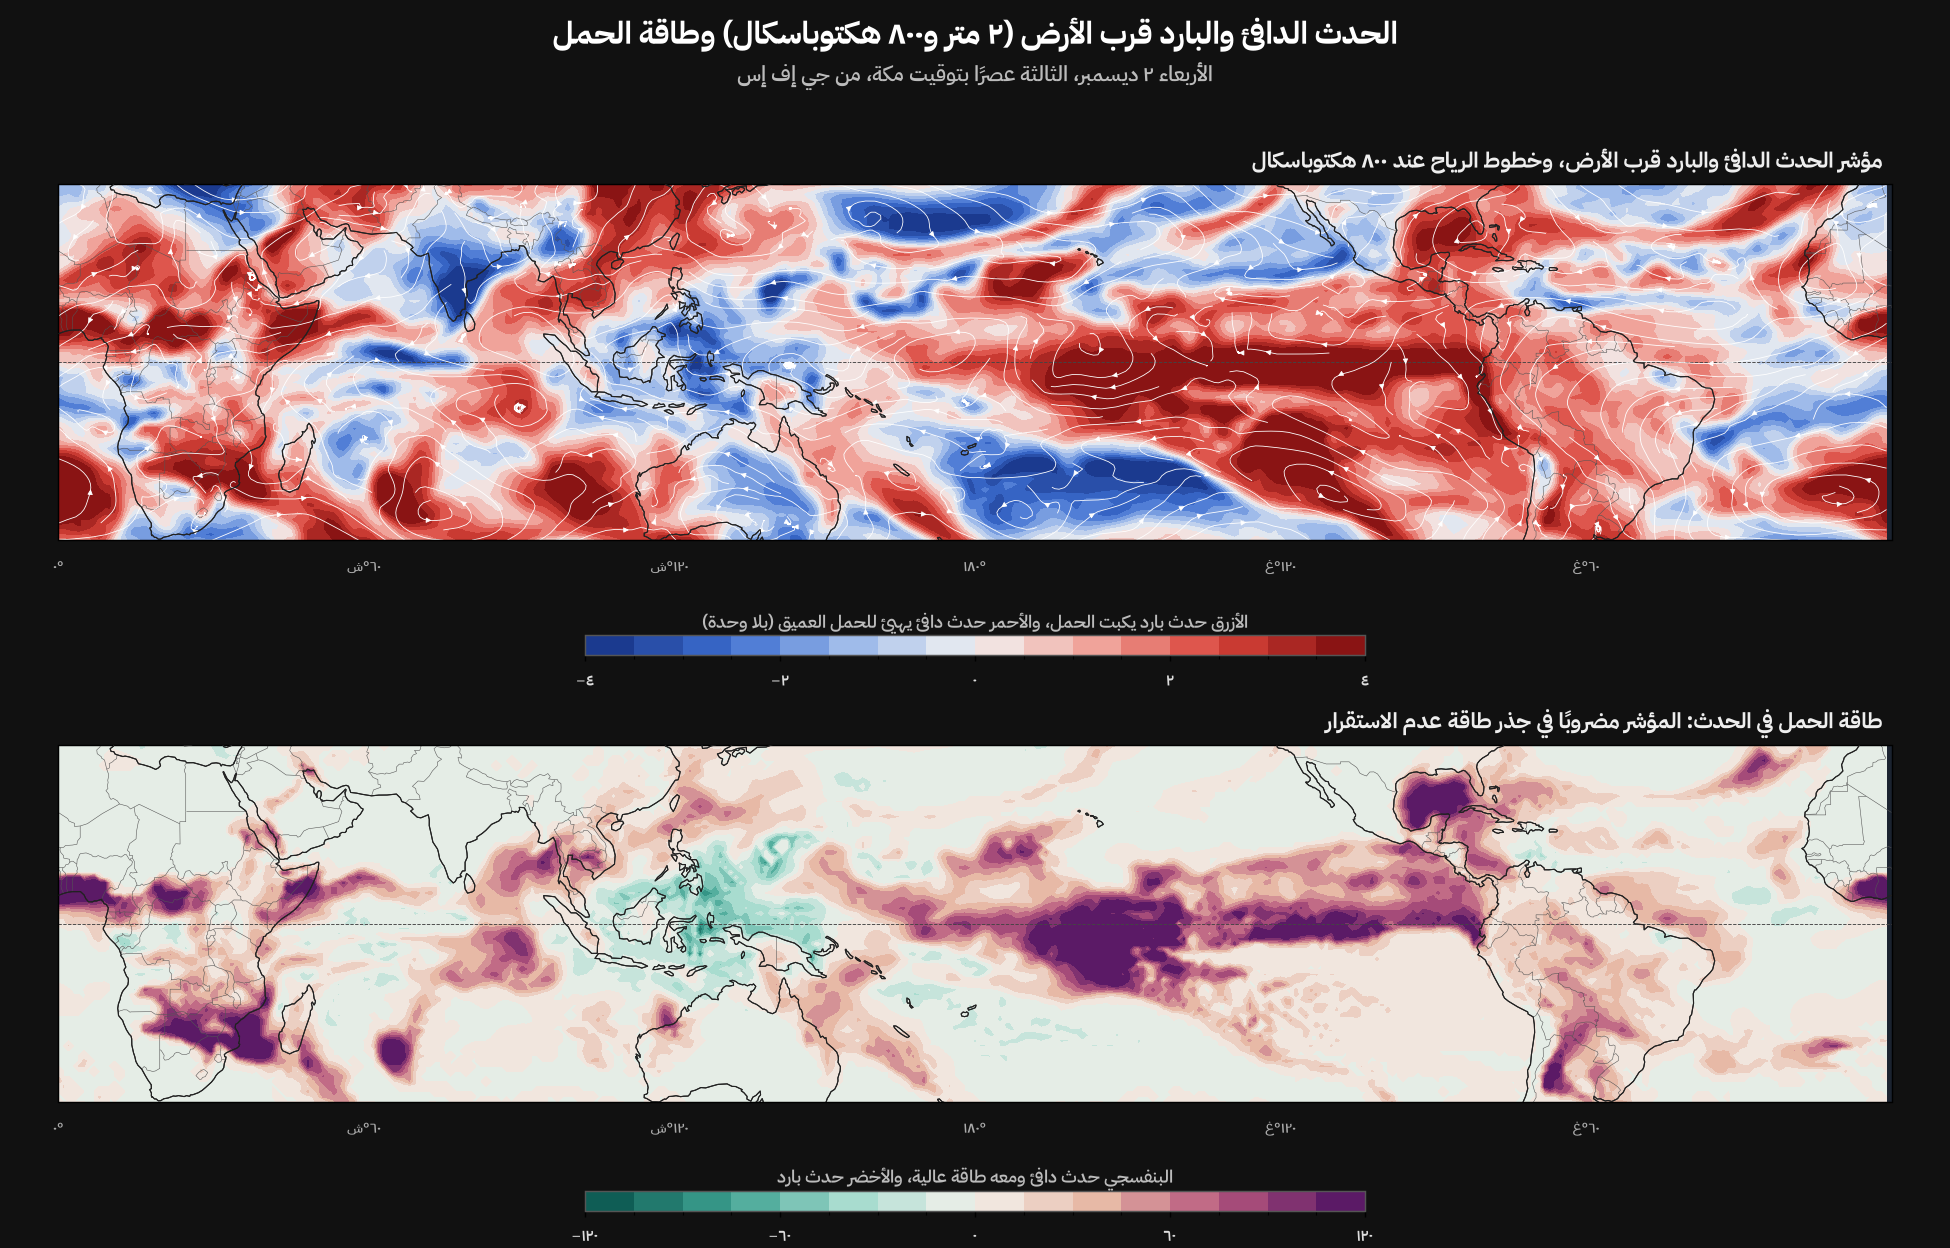 الحدث الدافئ والبارد قرب الأرض (٢ متر و٨٠٠ هكتوباسكال) وطاقة الحمل
الأربعاء ٢ ديسمبر، الثالثة عصرًا بتوقيت مكة، من جي إف إس
مؤشر الحدث الدافئ والبارد قرب الأرض، وخطوط الرياح عند ٨٠٠ هكتوباسكال
٠° ٦٠°ش ١٢٠°ش ١٨٠° ١٢٠°غ ٦٠°غ
الأزرق حدث بارد يكبت الحمل، والأحمر حدث دافئ يهيئ للحمل العميق (بلا وحدة)
−٤ −٢ ٠ ٢ ٤
طاقة الحمل في الحدث: المؤشر مضروبًا في جذر طاقة عدم الاستقرار
٠° ٦٠°ش ١٢٠°ش ١٨٠° ١٢٠°غ ٦٠°غ
البنفسجي حدث دافئ ومعه طاقة عالية، والأخضر حدث بارد
−١٢٠ −٦٠ ٠ ٦٠ ١٢٠